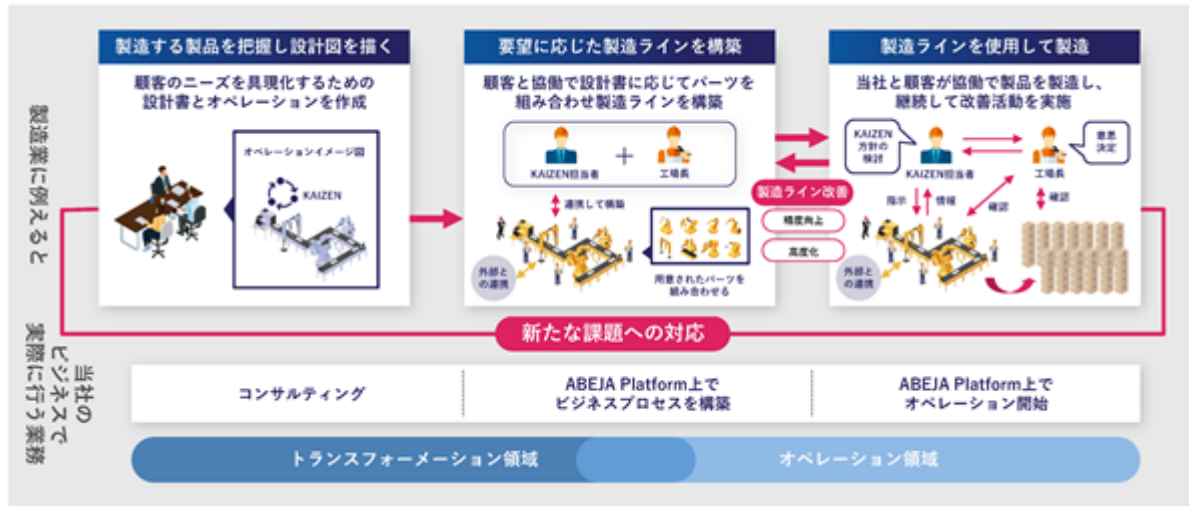 製造する製品を把握し設計図を描く
顧客のニーズを具現化するための
設計書とオペレーションを作成
オペレーションイメージ図
KAIZEN
要望に応じた製造ラインを構築
顧客と協働で設計書に応じてパーツを
組み合わせ製造ラインを構築
KAIZEN担当者
+
工場長
連携して構築
外部と
の連携
用意されたパーツを
組み合わせる
製造ライン改善
精度向上
高度化
製造ラインを使用して製造
当社と顧客が協働で製品を製造し、
継続して改善活動を実施
KAIZEN
方針の
検討
KAIZEN担当者
工場長
意思
決定
指示
情報
確認
確認
外部と
の連携
新たな課題への対応
製造業に例えると
当社の
ビジネスで
実際に行う業務
コンサルティング
ABEJA Platform上で
ビジネスプロセスを構築
ABEJA Platform上で
オペレーション開始
トランスフォーメーション領域
オペレーション領域